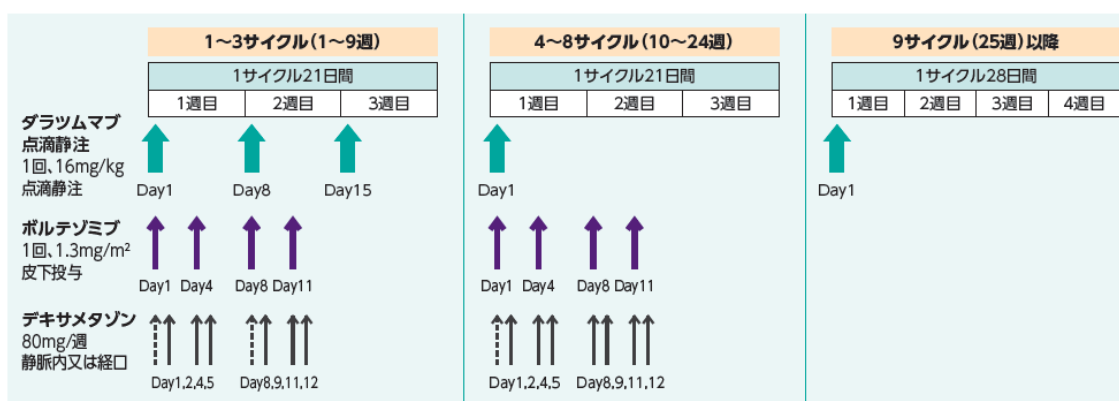 1～3サイクル(1～9週)
1サイクル21日間
1週目 2週目 3週目
4～8サイクル(10～24週)
1サイクル21日間
1週目 2週目 3週目
9サイクル(25週)以降
1サイクル28日間
1週目 2週目 3週目 4週目
ダラツムマブ
点滴静注
1回、16mg/kg
点滴静注
Day1 Day8 Day15
Day1
Day1
ボルテゾミブ
1回、1.3mg/m²
皮下投与
Day1 Day4 Day8 Day11
Day1 Day4 Day8 Day11
デキサメタゾン
80mg/週
静脈内又は経口
Day1,2,4,5 Day8,9,11,12
Day1,2,4,5 Day8,9,11,12